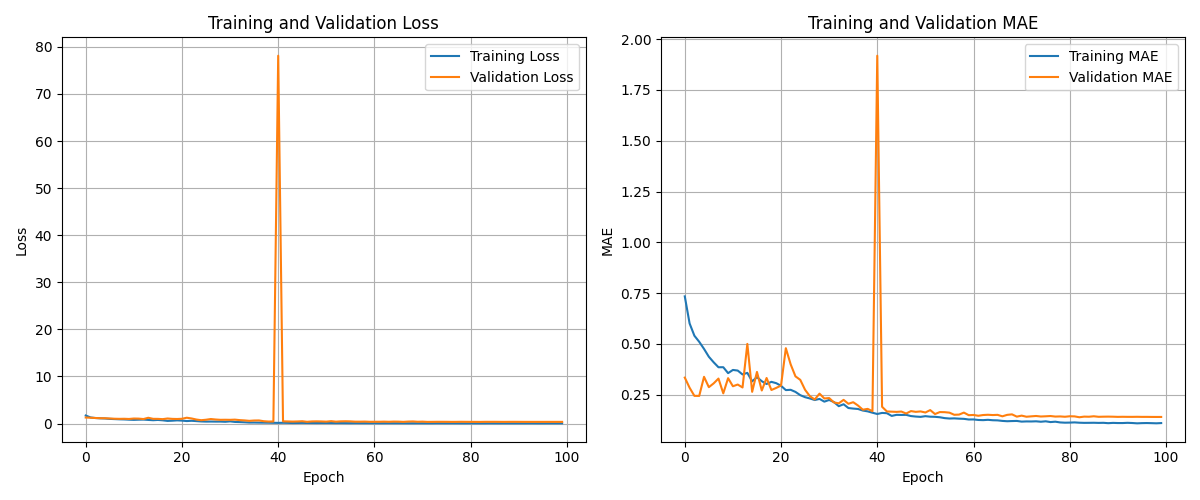 Training and Validation Loss
Training Loss
Validation Loss
80
70
60
50
40
30
20
10
0
Loss
0 20 40 60 80 100
Epoch
Training and Validation MAE
Training MAE
Validation MAE
2.00
1.75
1.50
1.25
1.00
0.75
0.50
0.25
MAE
0 20 40 60 80 100
Epoch